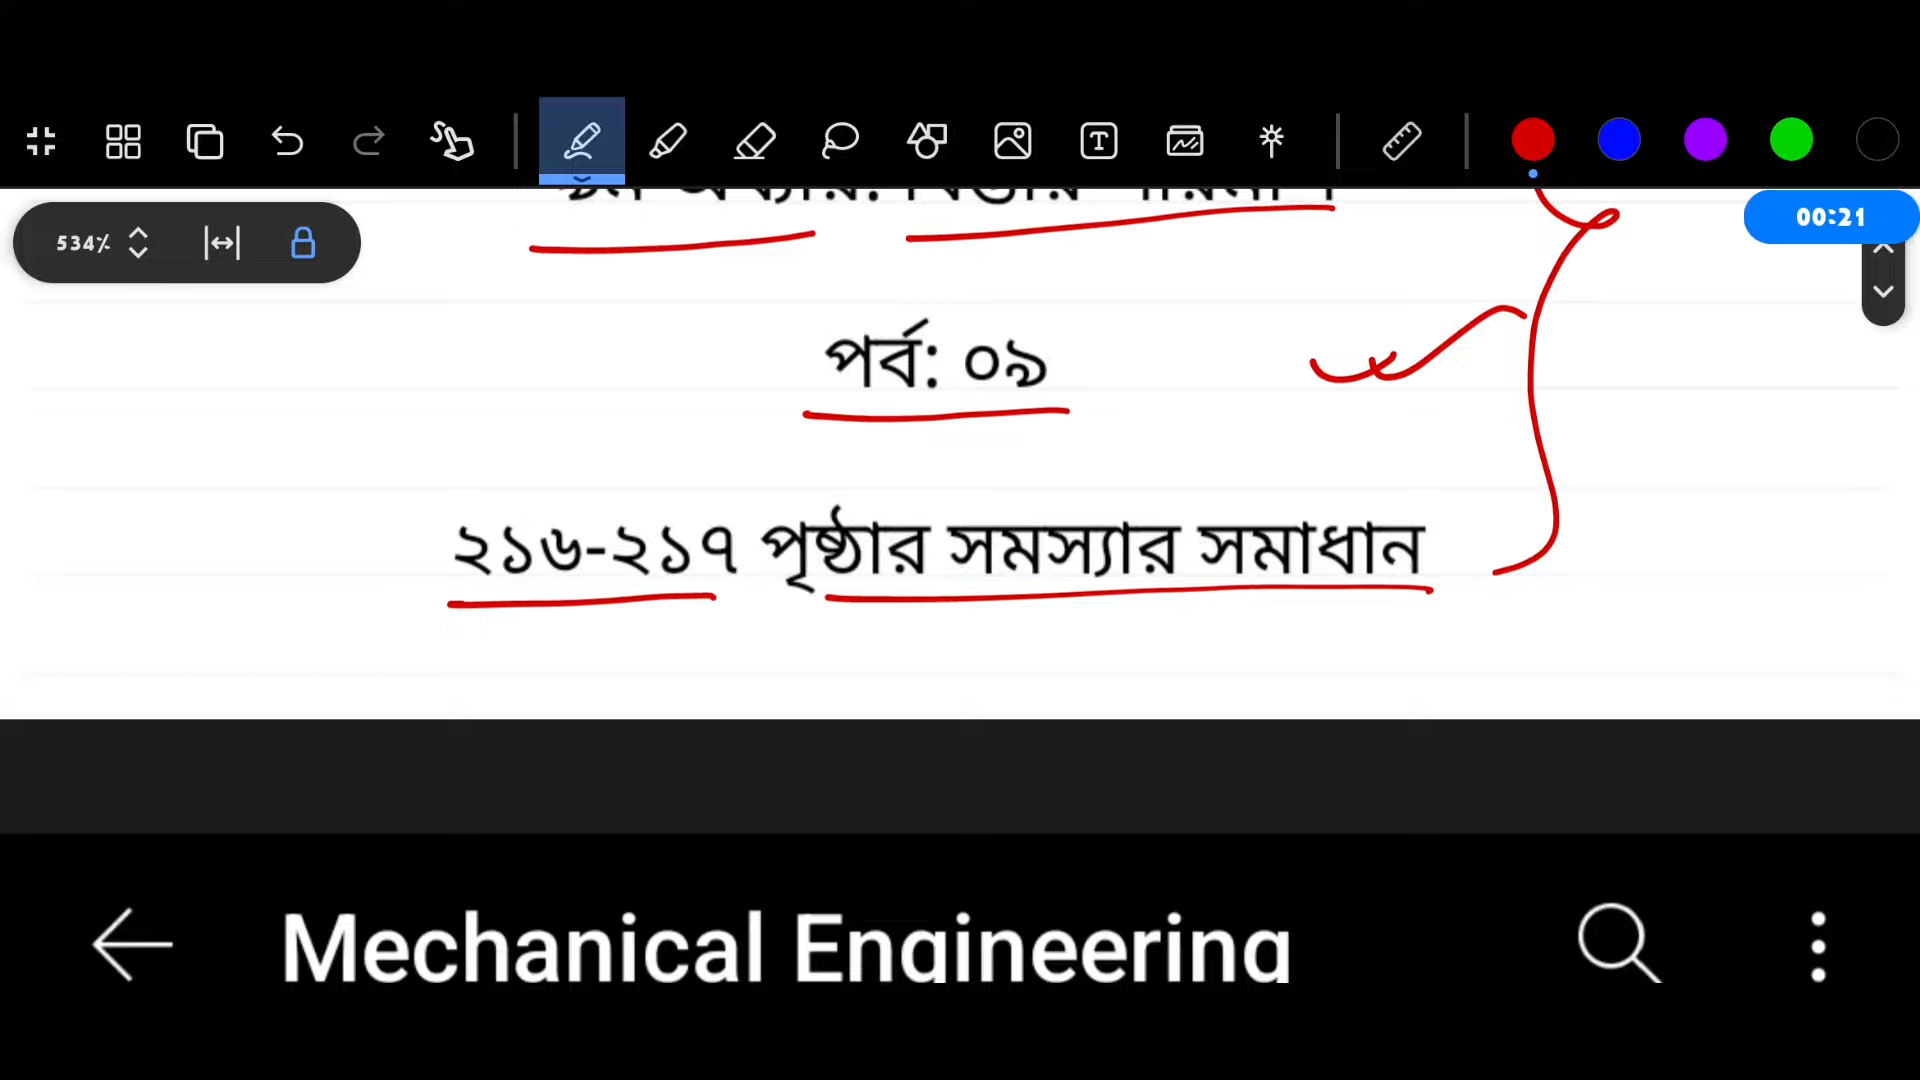 534%
00:21
পর্ব: ০৯
২১৬-২১৭ পৃষ্ঠার সমস্যার সমাধান
Mechanical Engineering